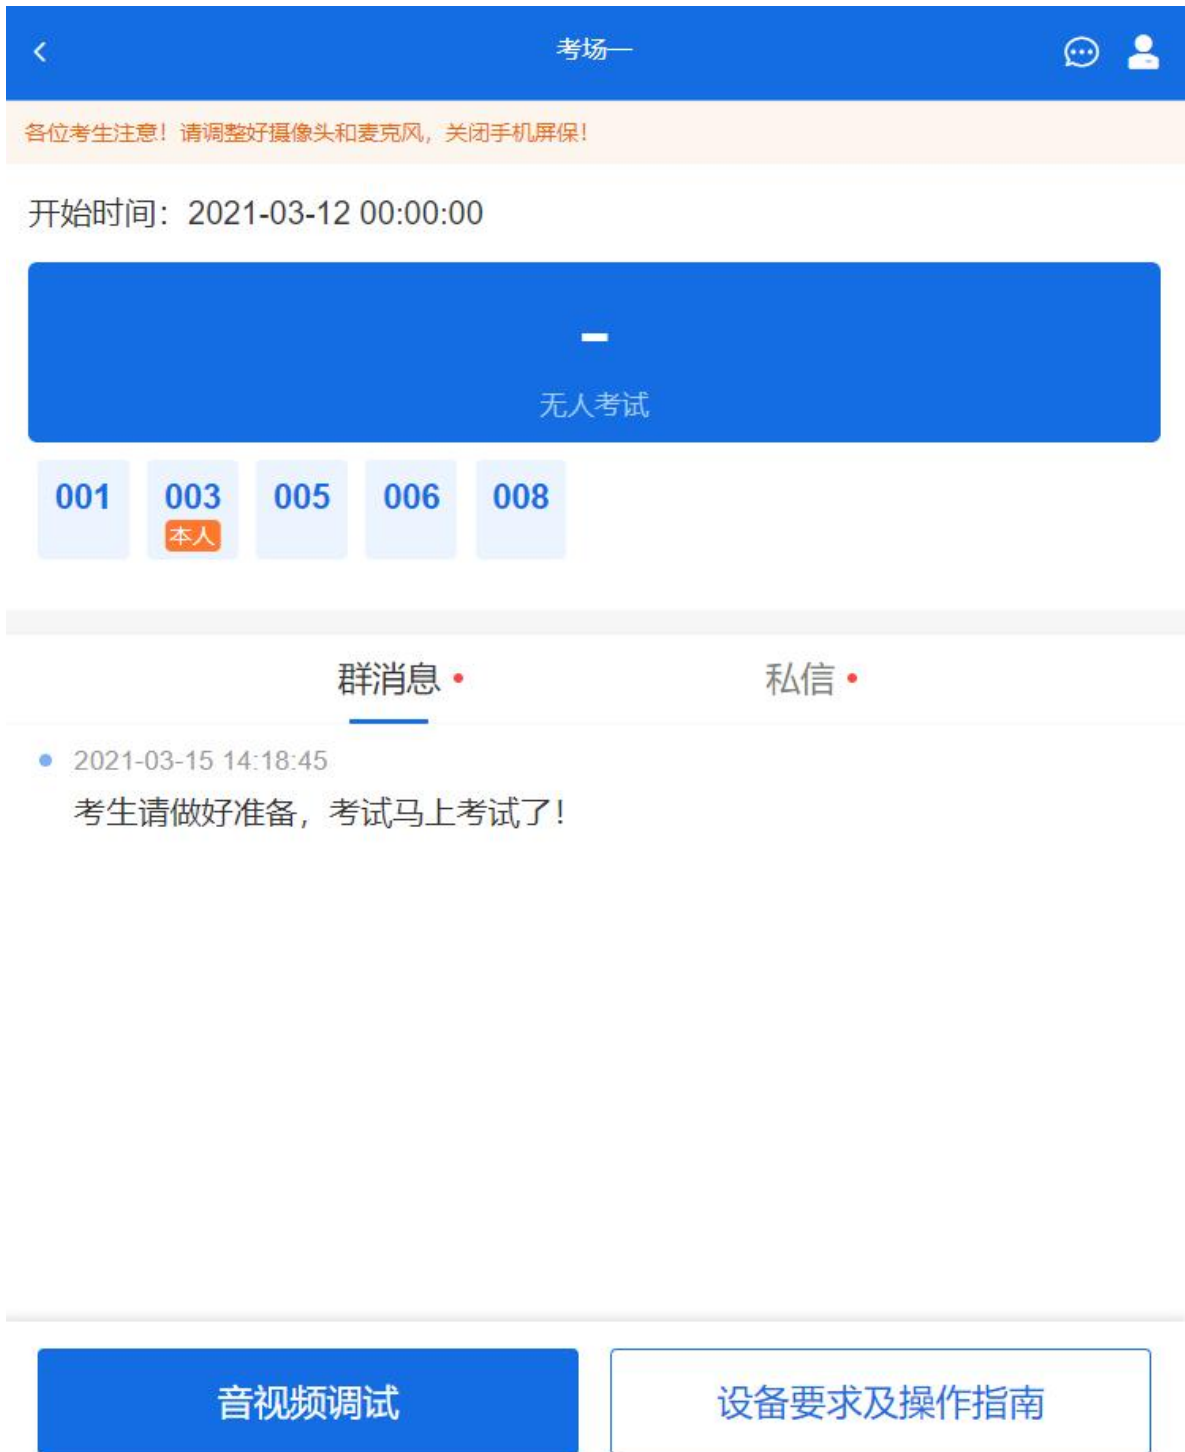 考场一
各位考生注意！请调整好摄像头和麦克风，关闭手机屏保！
开始时间：2021-03-12 00:00:00
-
无人考试
001 003 005 006 008
本人
群消息 私信
2021-03-15 14:18:45
考生请做好准备，考试马上考试了！
音视频调试 设备要求及操作指南